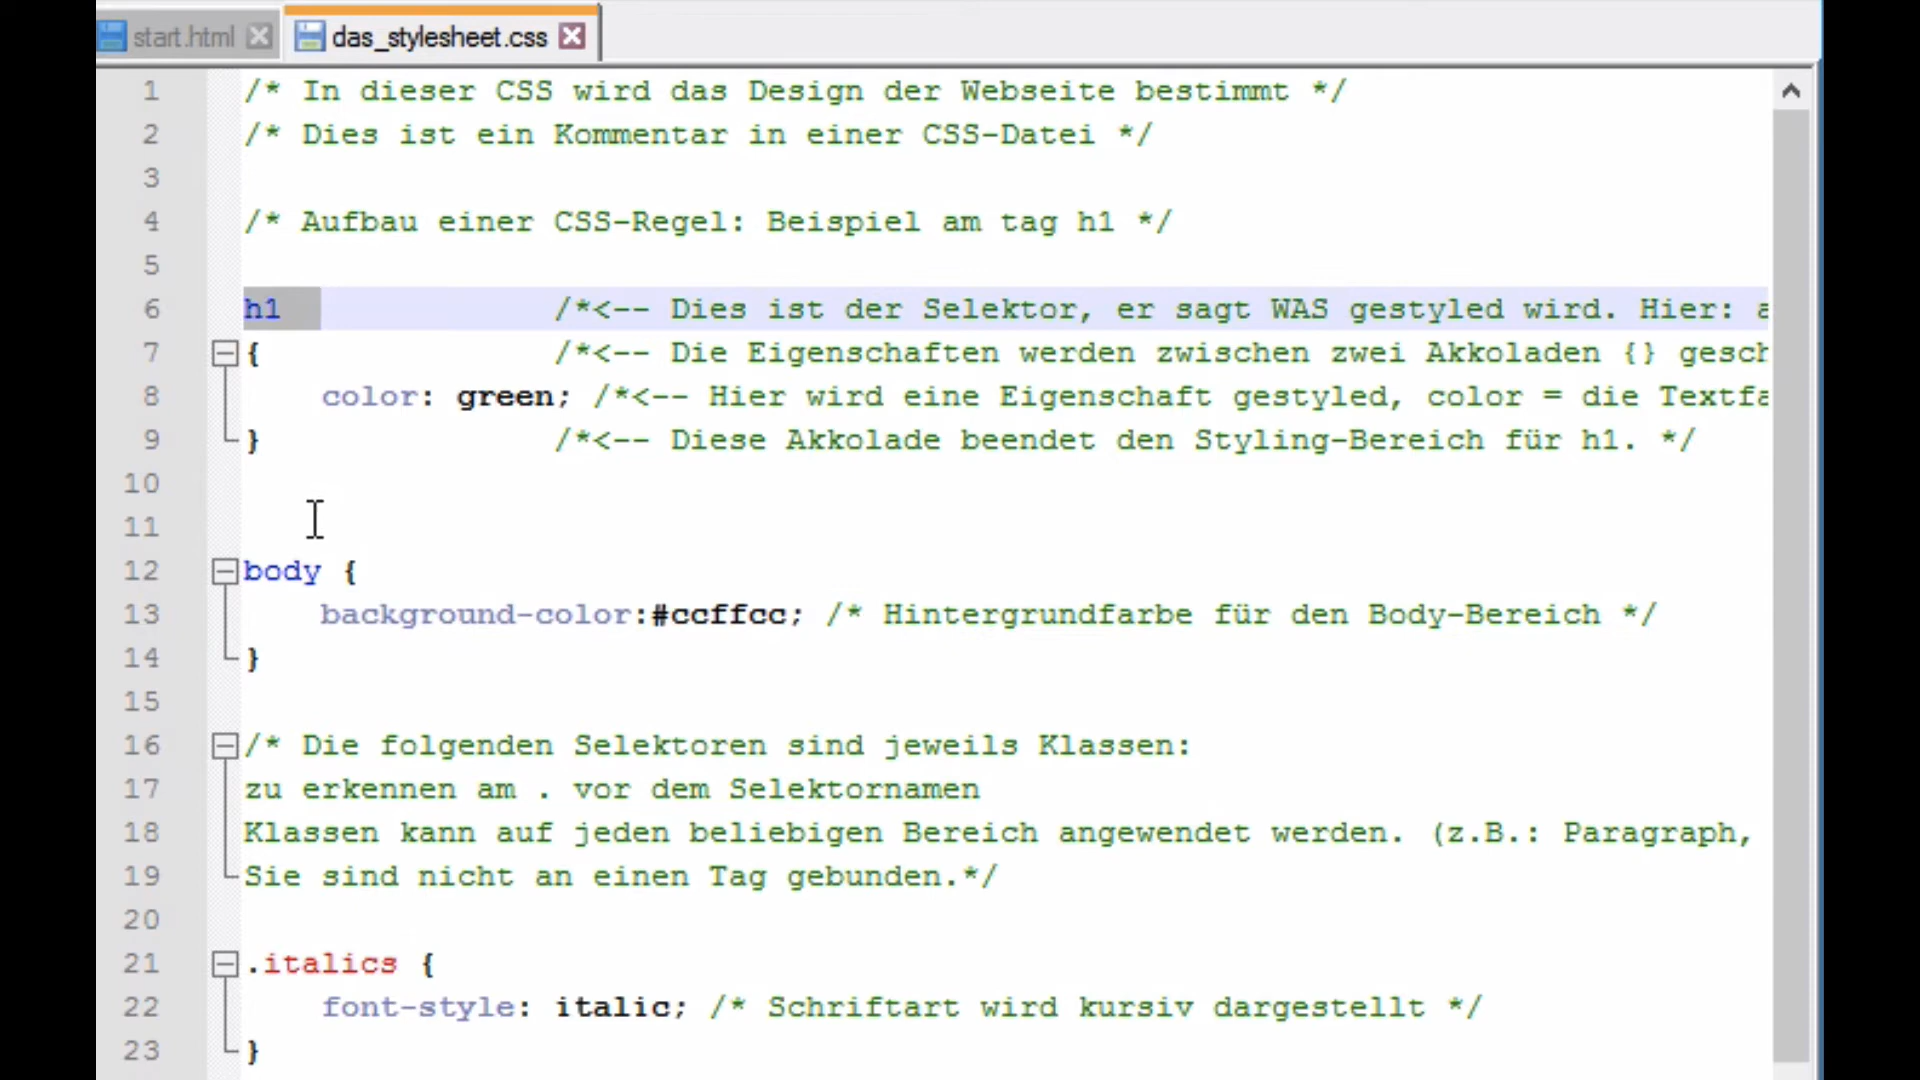 start.html das_stylesheet.css
1 /* In dieser CSS wird das Design der Webseite bestimmt */
2 /* Dies ist ein Kommentar in einer CSS-Datei */
3
4 /* Aufbau einer CSS-Regel: Beispiel am tag h1 */
5
6 h1 /*<-- Dies ist der Selektor, er sagt WAS gestyled wird. Hier:
7 { /*<-- Die Eigenschaften werden zwischen zwei Akkoladen {}
8 color: green; /*<-- Hier wird eine Eigenschaft gestyled, color = die
9 } /*<-- Diese Akkolade beendet den Styling-Bereich für h1. */
10
11
12 body {
13 background-color:#ccffcc; /* Hintergrundfarbe für den Body-Bereich */
14 }
15
16 /* Die folgenden Selektoren sind jeweils Klassen:
17 zu erkennen am . vor dem Selektornamen
18 Klassen kann auf jeden beliebigen Bereich angewendet werden. (z.B.: Paragraph,
19 Sie sind nicht an einen Tag gebunden.*/
20
21 .italics {
22 font-style: italic; /* Schriftart wird kursiv dargestellt */
23 }